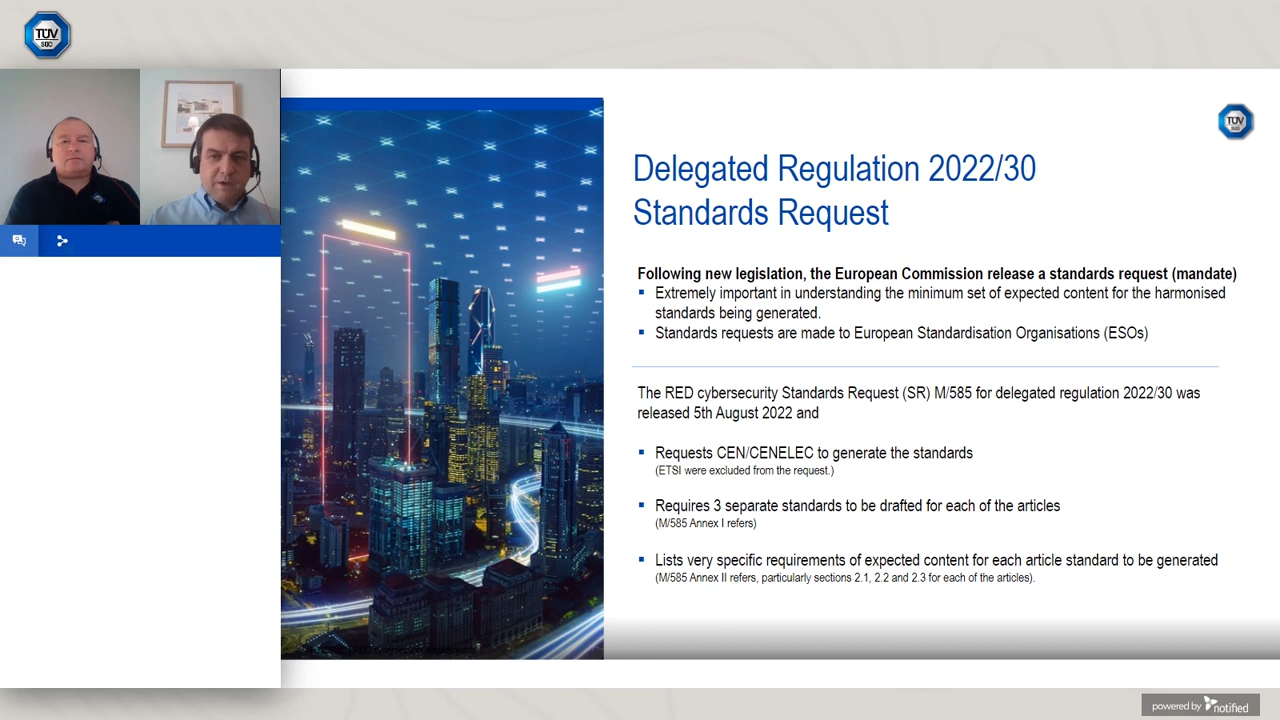 TÜV
SÜD
TÜV
SÜD
Delegated Regulation 2022/30
Standards Request
Following new legislation, the European Commission release a standards request (mandate)
Extremely important in understanding the minimum set of expected content for the harmonised
standards being generated.
Standards requests are made to European Standardisation Organisations (ESOs)
The RED cybersecurity Standards Request (SR) M/585 for delegated regulation 2022/30 was
released 5th August 2022 and
Requests CEN/CENELEC to generate the standards
(ETSI were excluded from the request.)
Requires 3 separate standards to be drafted for each of the articles
(M/585 Annex I refers)
Lists very specific requirements of expected content for each article standard to be generated
(M/585 Annex II refers, particularly sections 2.1, 2.2 and 2.3 for each of the articles).
powered by notified